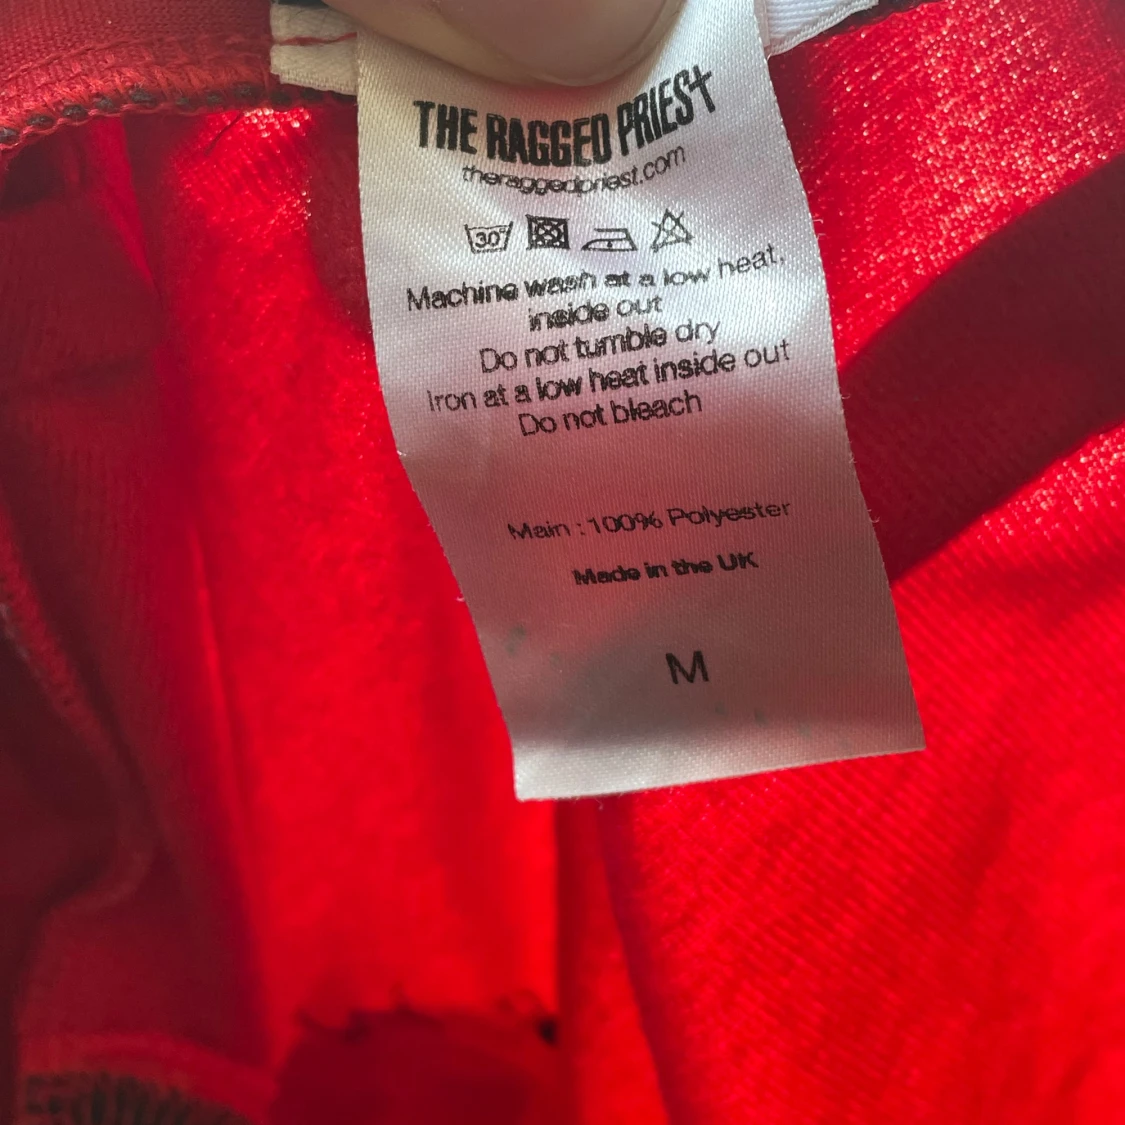 THE RAGGED PRIEST
theraggedpriest.com
30°
Machine wash at a low heat,
inside out
Do not tumble dry
Iron at a low heat inside out
Do not bleach
Main : 100% Polyester
Made in the UK
M